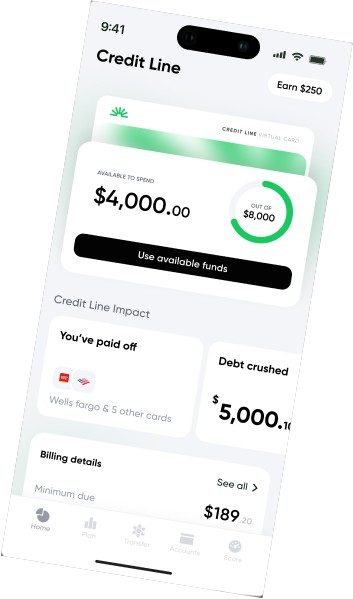 9:41
Credit Line
Earn $250
CREDIT LINE VIRTUAL CARD
AVAILABLE TO SPEND
$4,000.00
OUT OF
$8,000
Use available funds
Credit Line Impact
You've paid off
Wells fargo & 5 other cards
Debt crushed
$5,000.10
Billing details
See all
Minimum due
$189.20
Home
Plan
Transfer
Accounts
Score